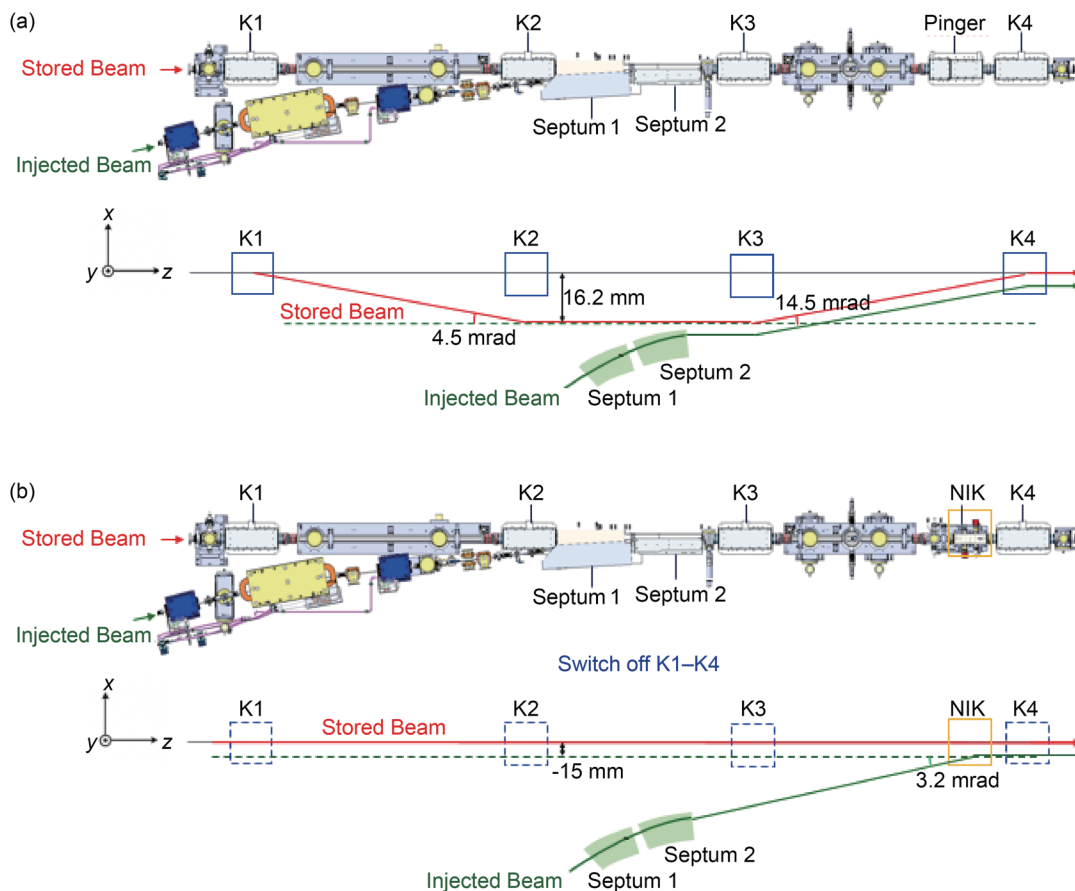 (a)
K1 K2 K3 Pinger K4
Stored Beam
Septum 1 Septum 2
Injected Beam
x
y z
K1 K2 K3 K4
16.2 mm
14.5 mrad
Stored Beam
4.5 mrad
Septum 2
Injected Beam
Septum 1
(b)
K1 K2 K3 NIK K4
Stored Beam
Septum 1 Septum 2
Injected Beam
Switch off K1–K4
x
y z
K1 K2 K3 NIK K4
Stored Beam
-15 mm
3.2 mrad
Septum 2
Injected Beam
Septum 1